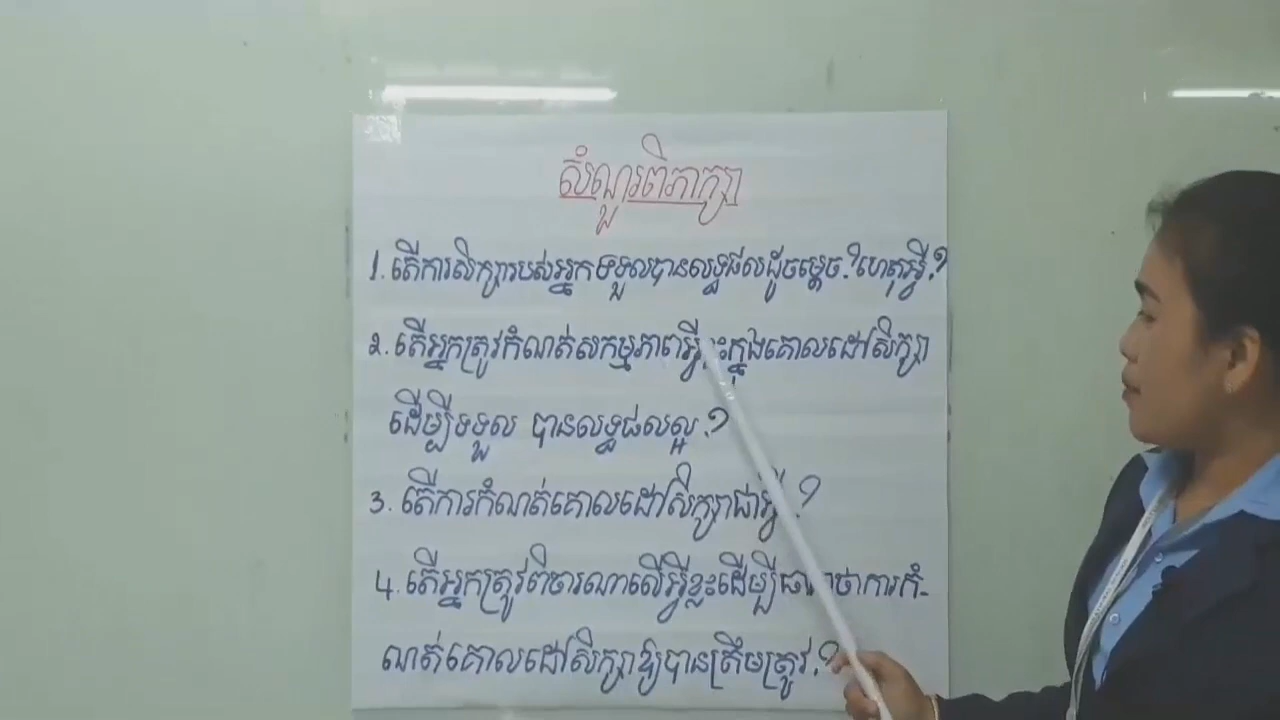 សំណួរពិភាក្សា
1. តើការសិក្សារបស់អ្នកទទួលបានលទ្ធផលដូចម្ដេច? ហេតុអ្វី?
2. តើអ្នកត្រូវកំណត់សកម្មភាពអ្វីខ្លះក្នុងគោលដៅសិក្សា
ដើម្បីទទួល បានលទ្ធផលល្អ?
3. តើការកំណត់គោលដៅសិក្សាជាអ្វី?
4. តើអ្នកត្រូវពិចារណាលើអ្វីខ្លះដើម្បីធានាថាការកំ-
ណត់គោលដៅសិក្សាឱ្យបានត្រឹមត្រូវ?